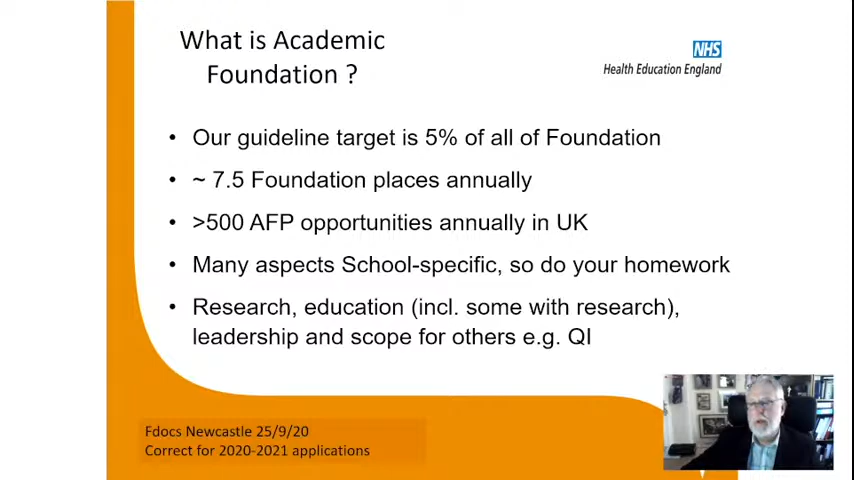 What is Academic
Foundation ?
NHS
Health Education England
• Our guideline target is 5% of all of Foundation
• ~ 7.5 Foundation places annually
• >500 AFP opportunities annually in UK
• Many aspects School-specific, so do your homework
• Research, education (incl. some with research),
leadership and scope for others e.g. QI
Fdocs Newcastle 25/9/20
Correct for 2020-2021 applications